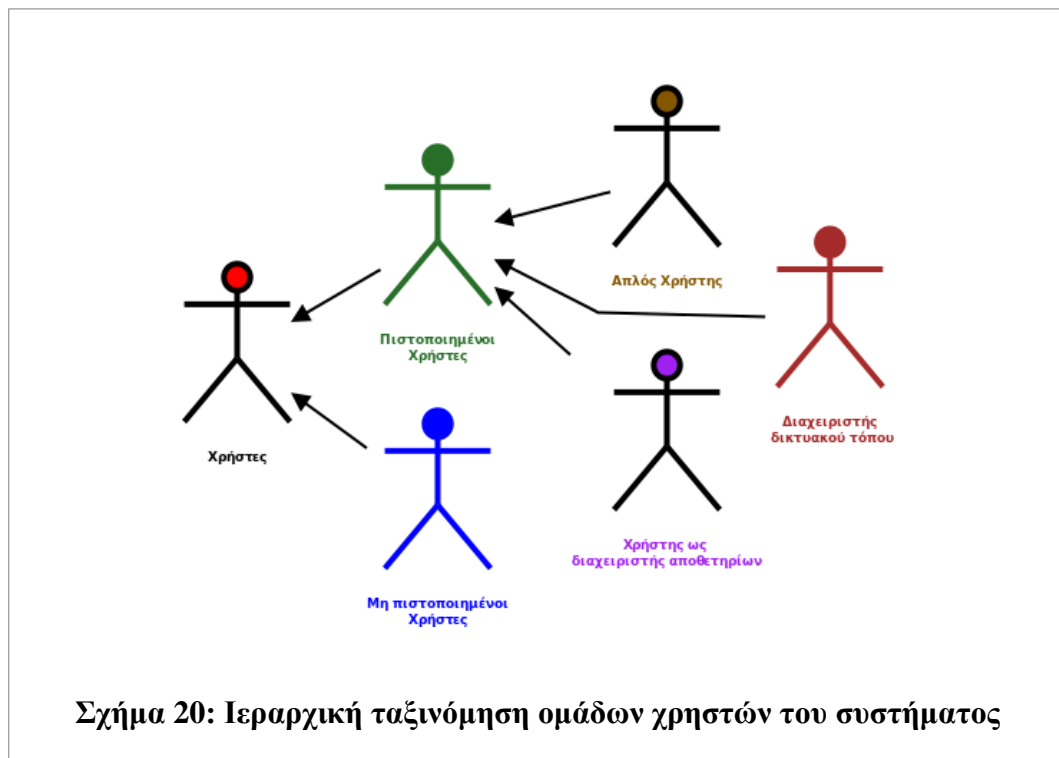 Απλός Χρήστης
Πιστοποιημένοι
Χρήστες
Διαχειριστής
δικτυακού τόπου
Χρήστες
Χρήστης ως
διαχειριστής αποθετηρίων
Μη πιστοποιημένοι
Χρήστες
Σχήμα 20: Ιεραρχική ταξινόμηση ομάδων χρηστών του συστήματος